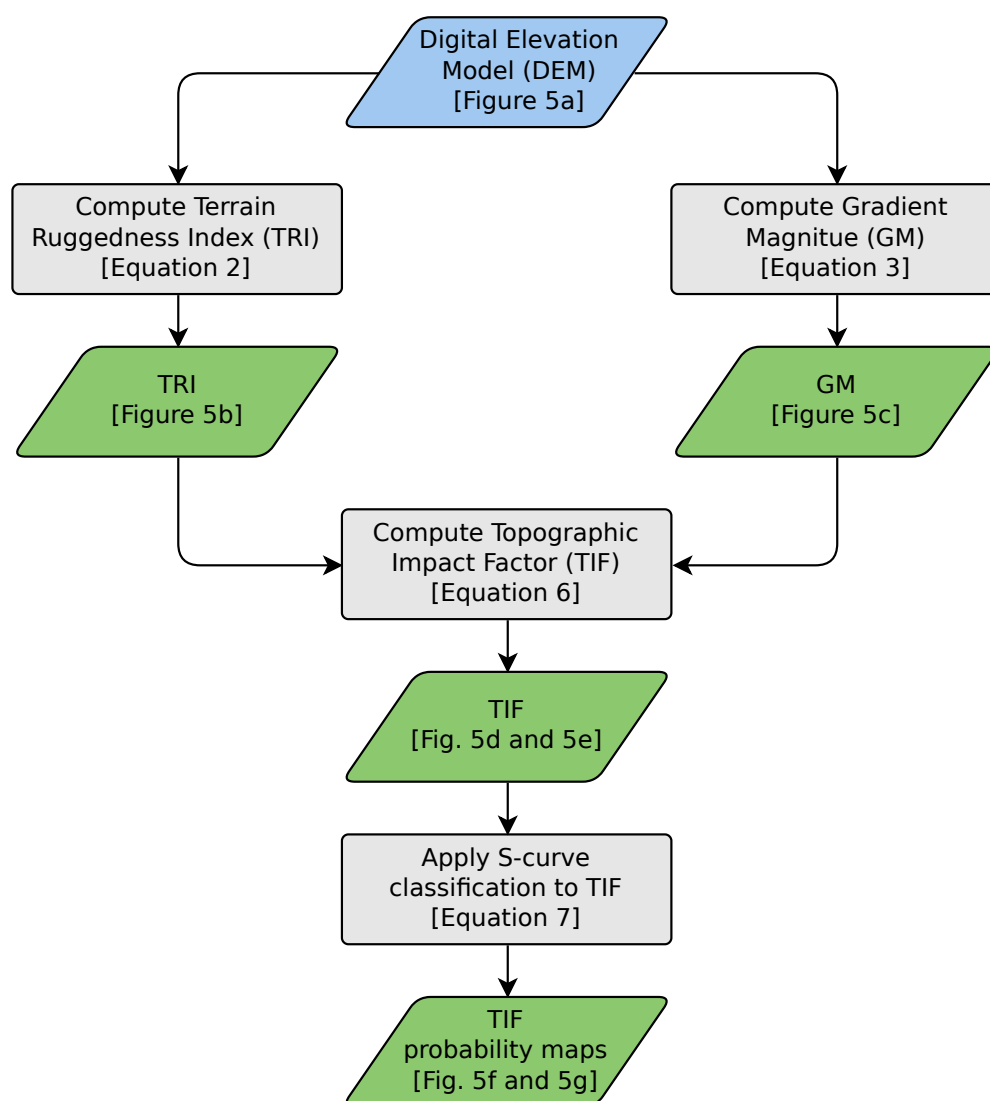 Digital Elevation
Model (DEM)
[Figure 5a]
Compute Terrain
Ruggedness Index (TRI)
[Equation 2]
Compute Gradient
Magnitue (GM)
[Equation 3]
TRI
[Figure 5b]
GM
[Figure 5c]
Compute Topographic
Impact Factor (TIF)
[Equation 6]
TIF
[Fig. 5d and 5e]
Apply S-curve
classification to TIF
[Equation 7]
TIF
probability maps
[Fig. 5f and 5g]